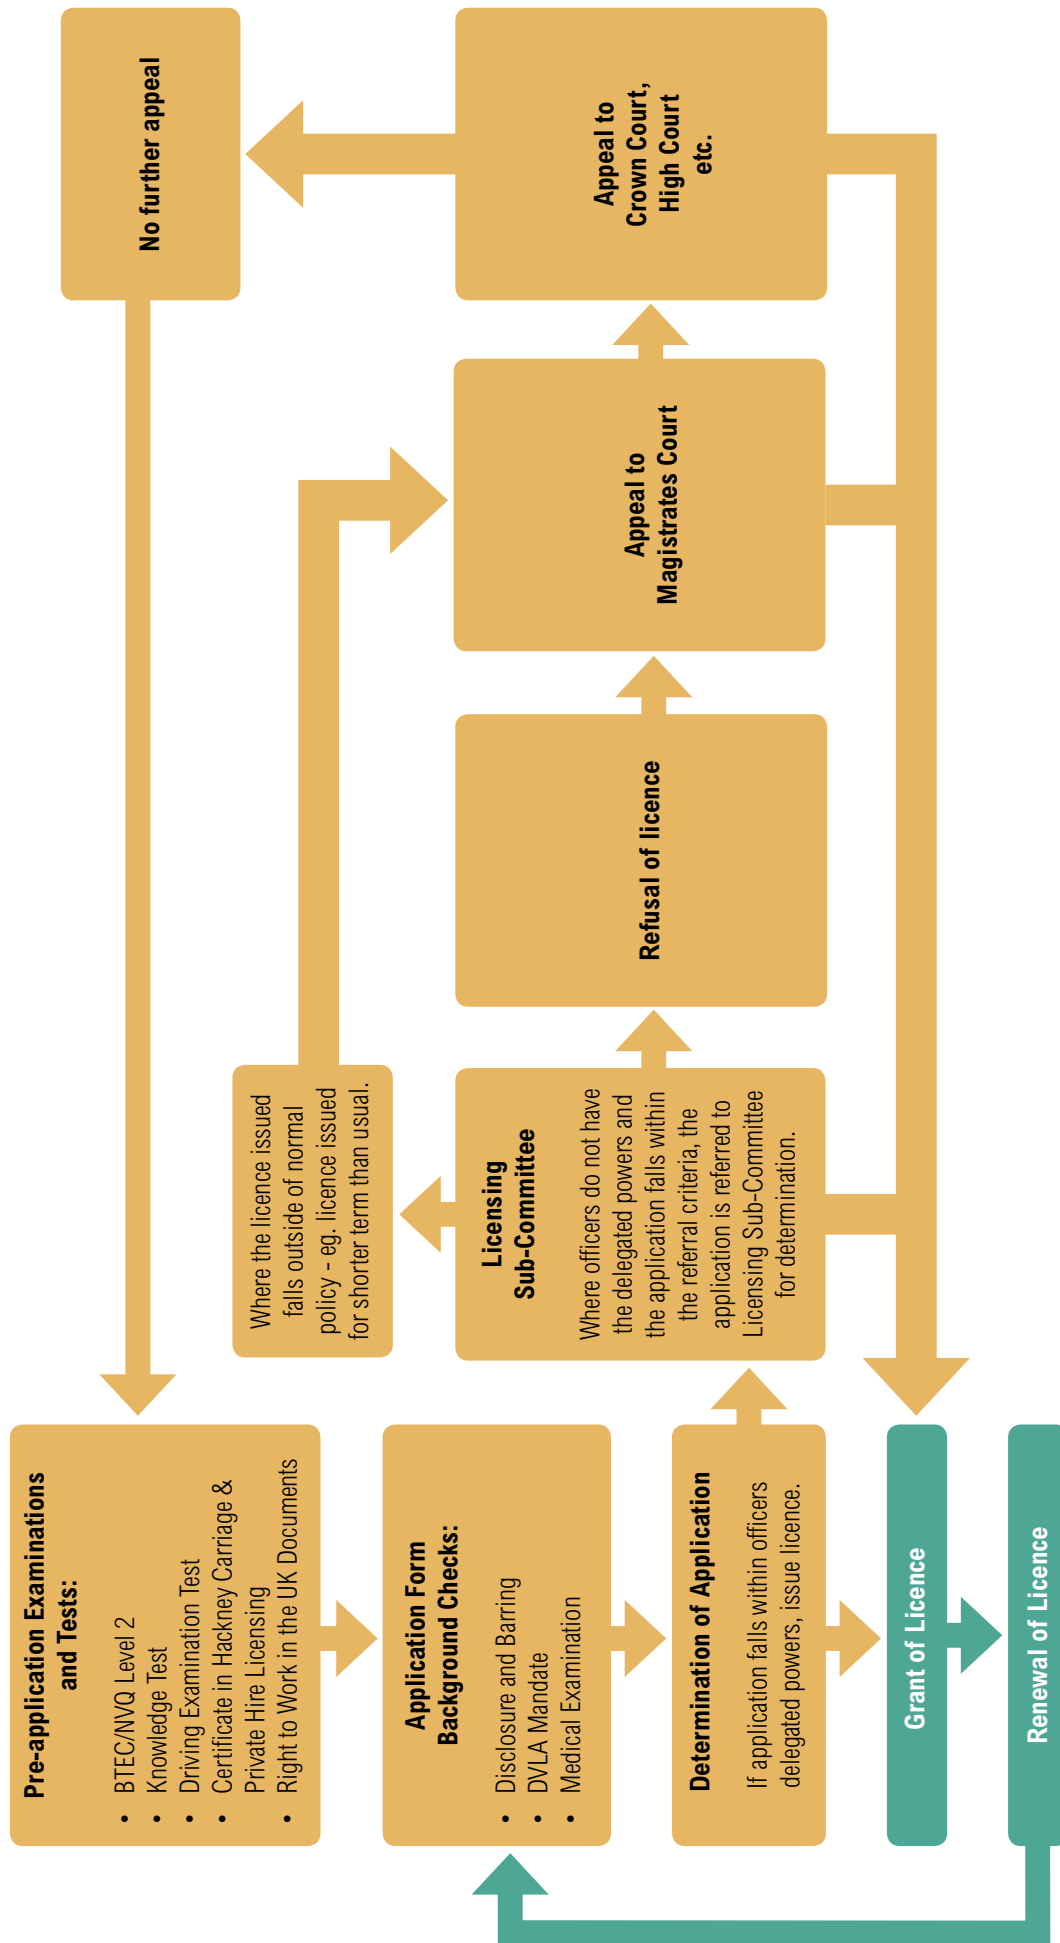 Pre-application Examinations
and Tests:
• BTEC/NVQ Level 2
• Knowledge Test
• Driving Examination Test
• Certificate in Hackney Carriage &
Private Hire Licensing
• Right to Work in the UK Documents
Application Form
Background Checks:
• Disclosure and Barring
• DVLA Mandate
• Medical Examination
Determination of Application
If application falls within officers
delegated powers, issue licence.
Grant of Licence
Renewal of Licence
Where the licence issued
falls outside of normal
policy - eg. licence issued
for shorter term than usual.
Licensing
Sub-Committee
Where officers do not have
the delegated powers and
the application falls within
the referral criteria, the
application is referred to
Licensing Sub-Committee
for determination.
Refusal of licence
Appeal to
Magistrates Court
Appeal to
Crown Court,
High Court
etc.
No further appeal